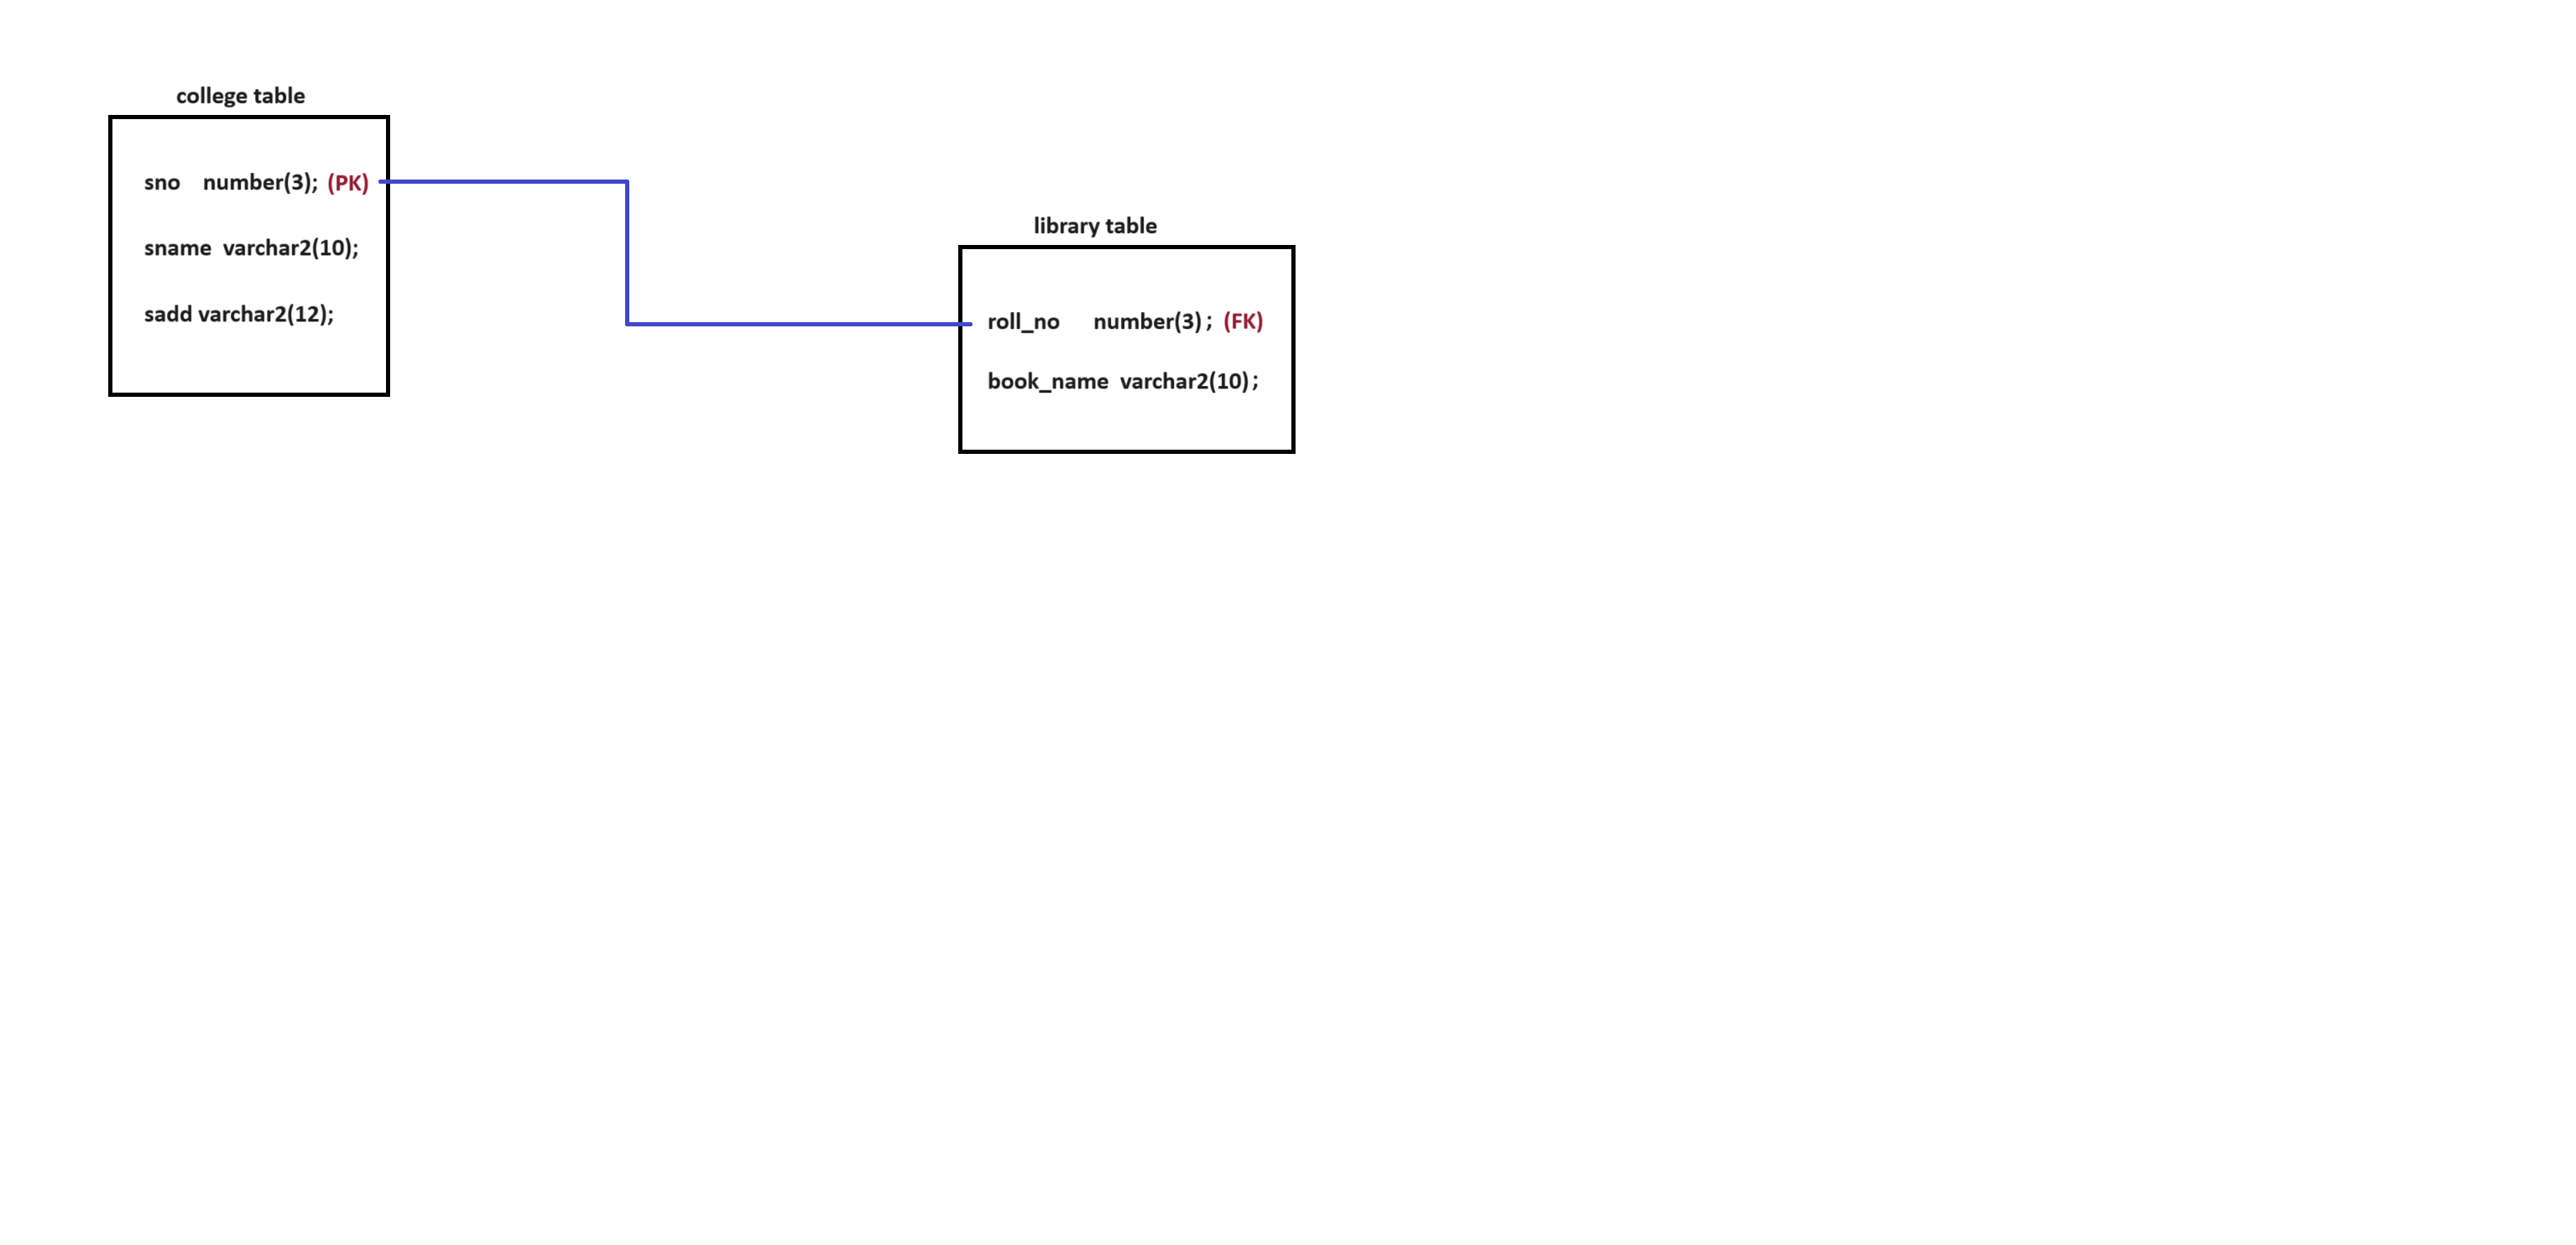 college table
sno number(3); (PK)
sname varchar2(10);
sadd varchar2(12);
library table
roll_no number(3) ; (FK)
book_name varchar2(10) ;